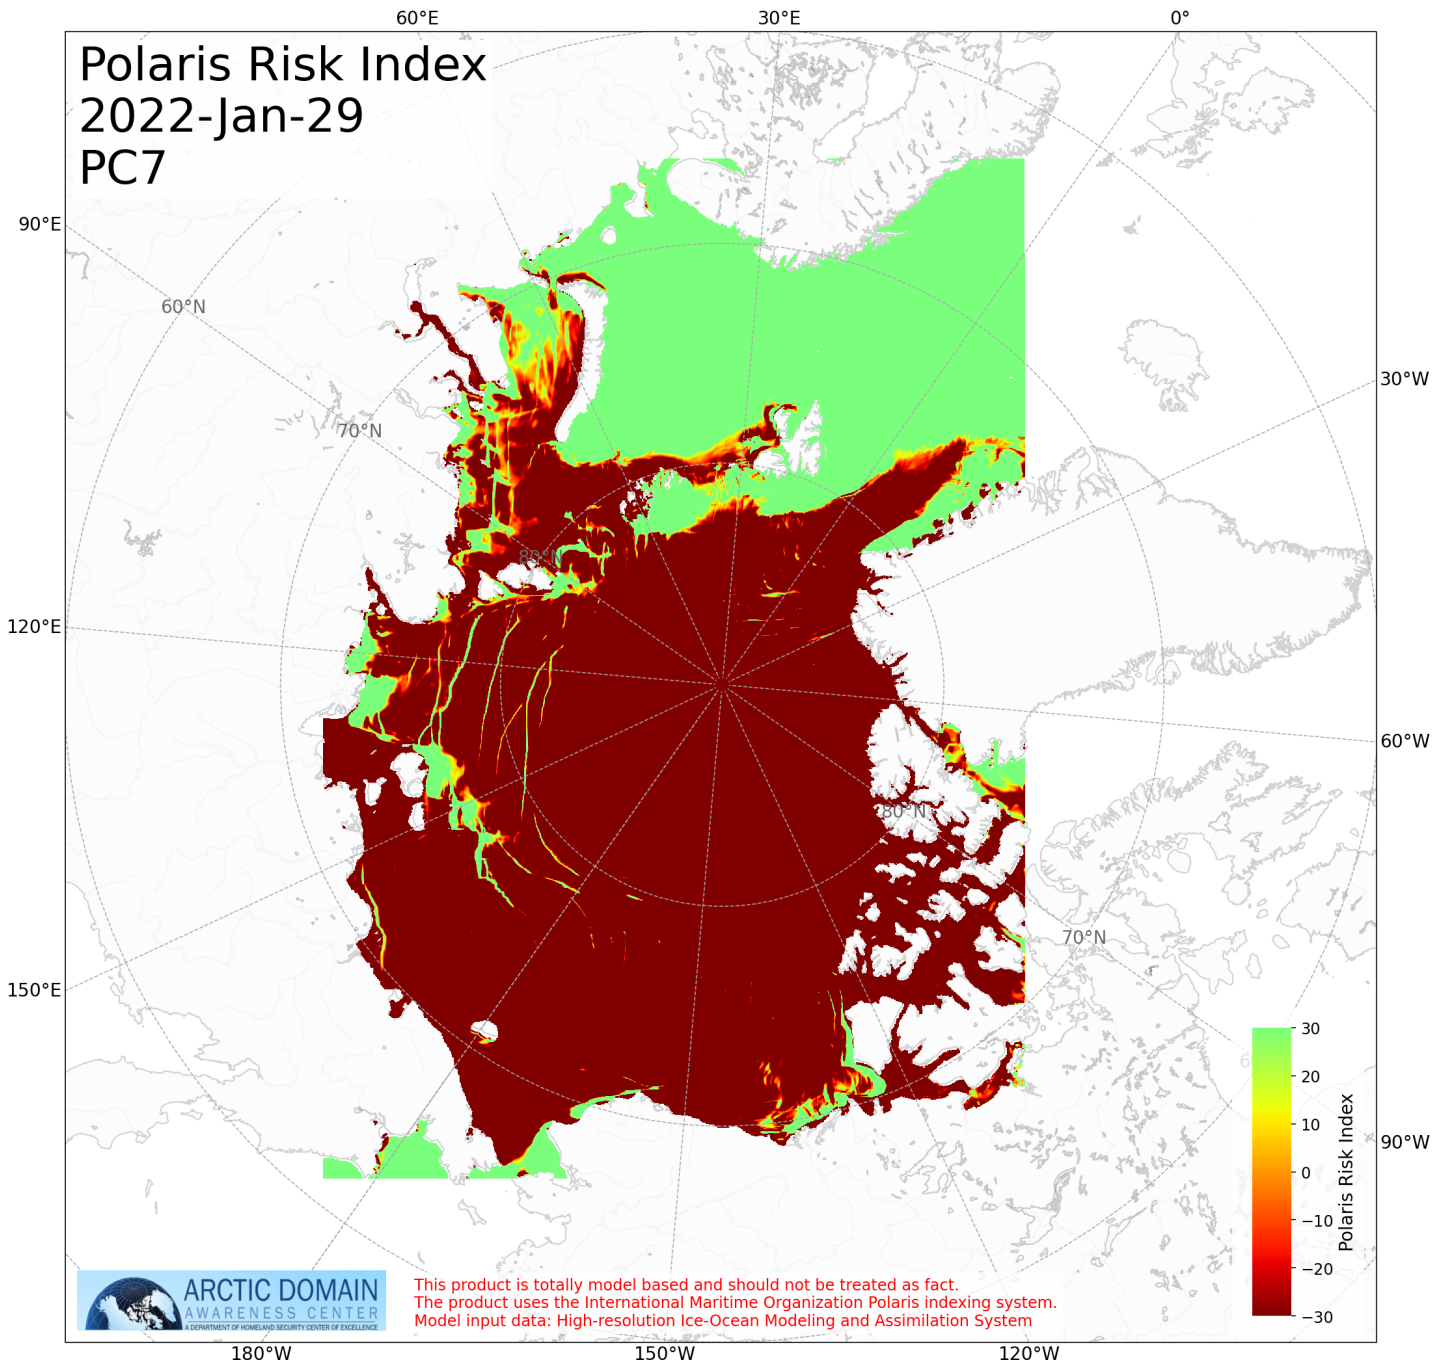 60°E
30°E
0°
Polaris Risk Index
2022-Jan-29
PC7
90°E
60°N
30°W
70°N
80°N
120°E
60°W
80°N
70°N
150°E
30
20
10
0
−10
−20
−30
Polaris Risk Index
90°W
ARCTIC DOMAIN
AWARENESS CENTER
A DEPARTMENT OF HOMELAND SECURITY CENTER OF EXCELLENCE
This product is totally model based and should not be treated as fact.
The product uses the International Maritime Organization Polaris indexing system.
Model input data: High-resolution Ice-Ocean Modeling and Assimilation System
180°W
150°W
120°W